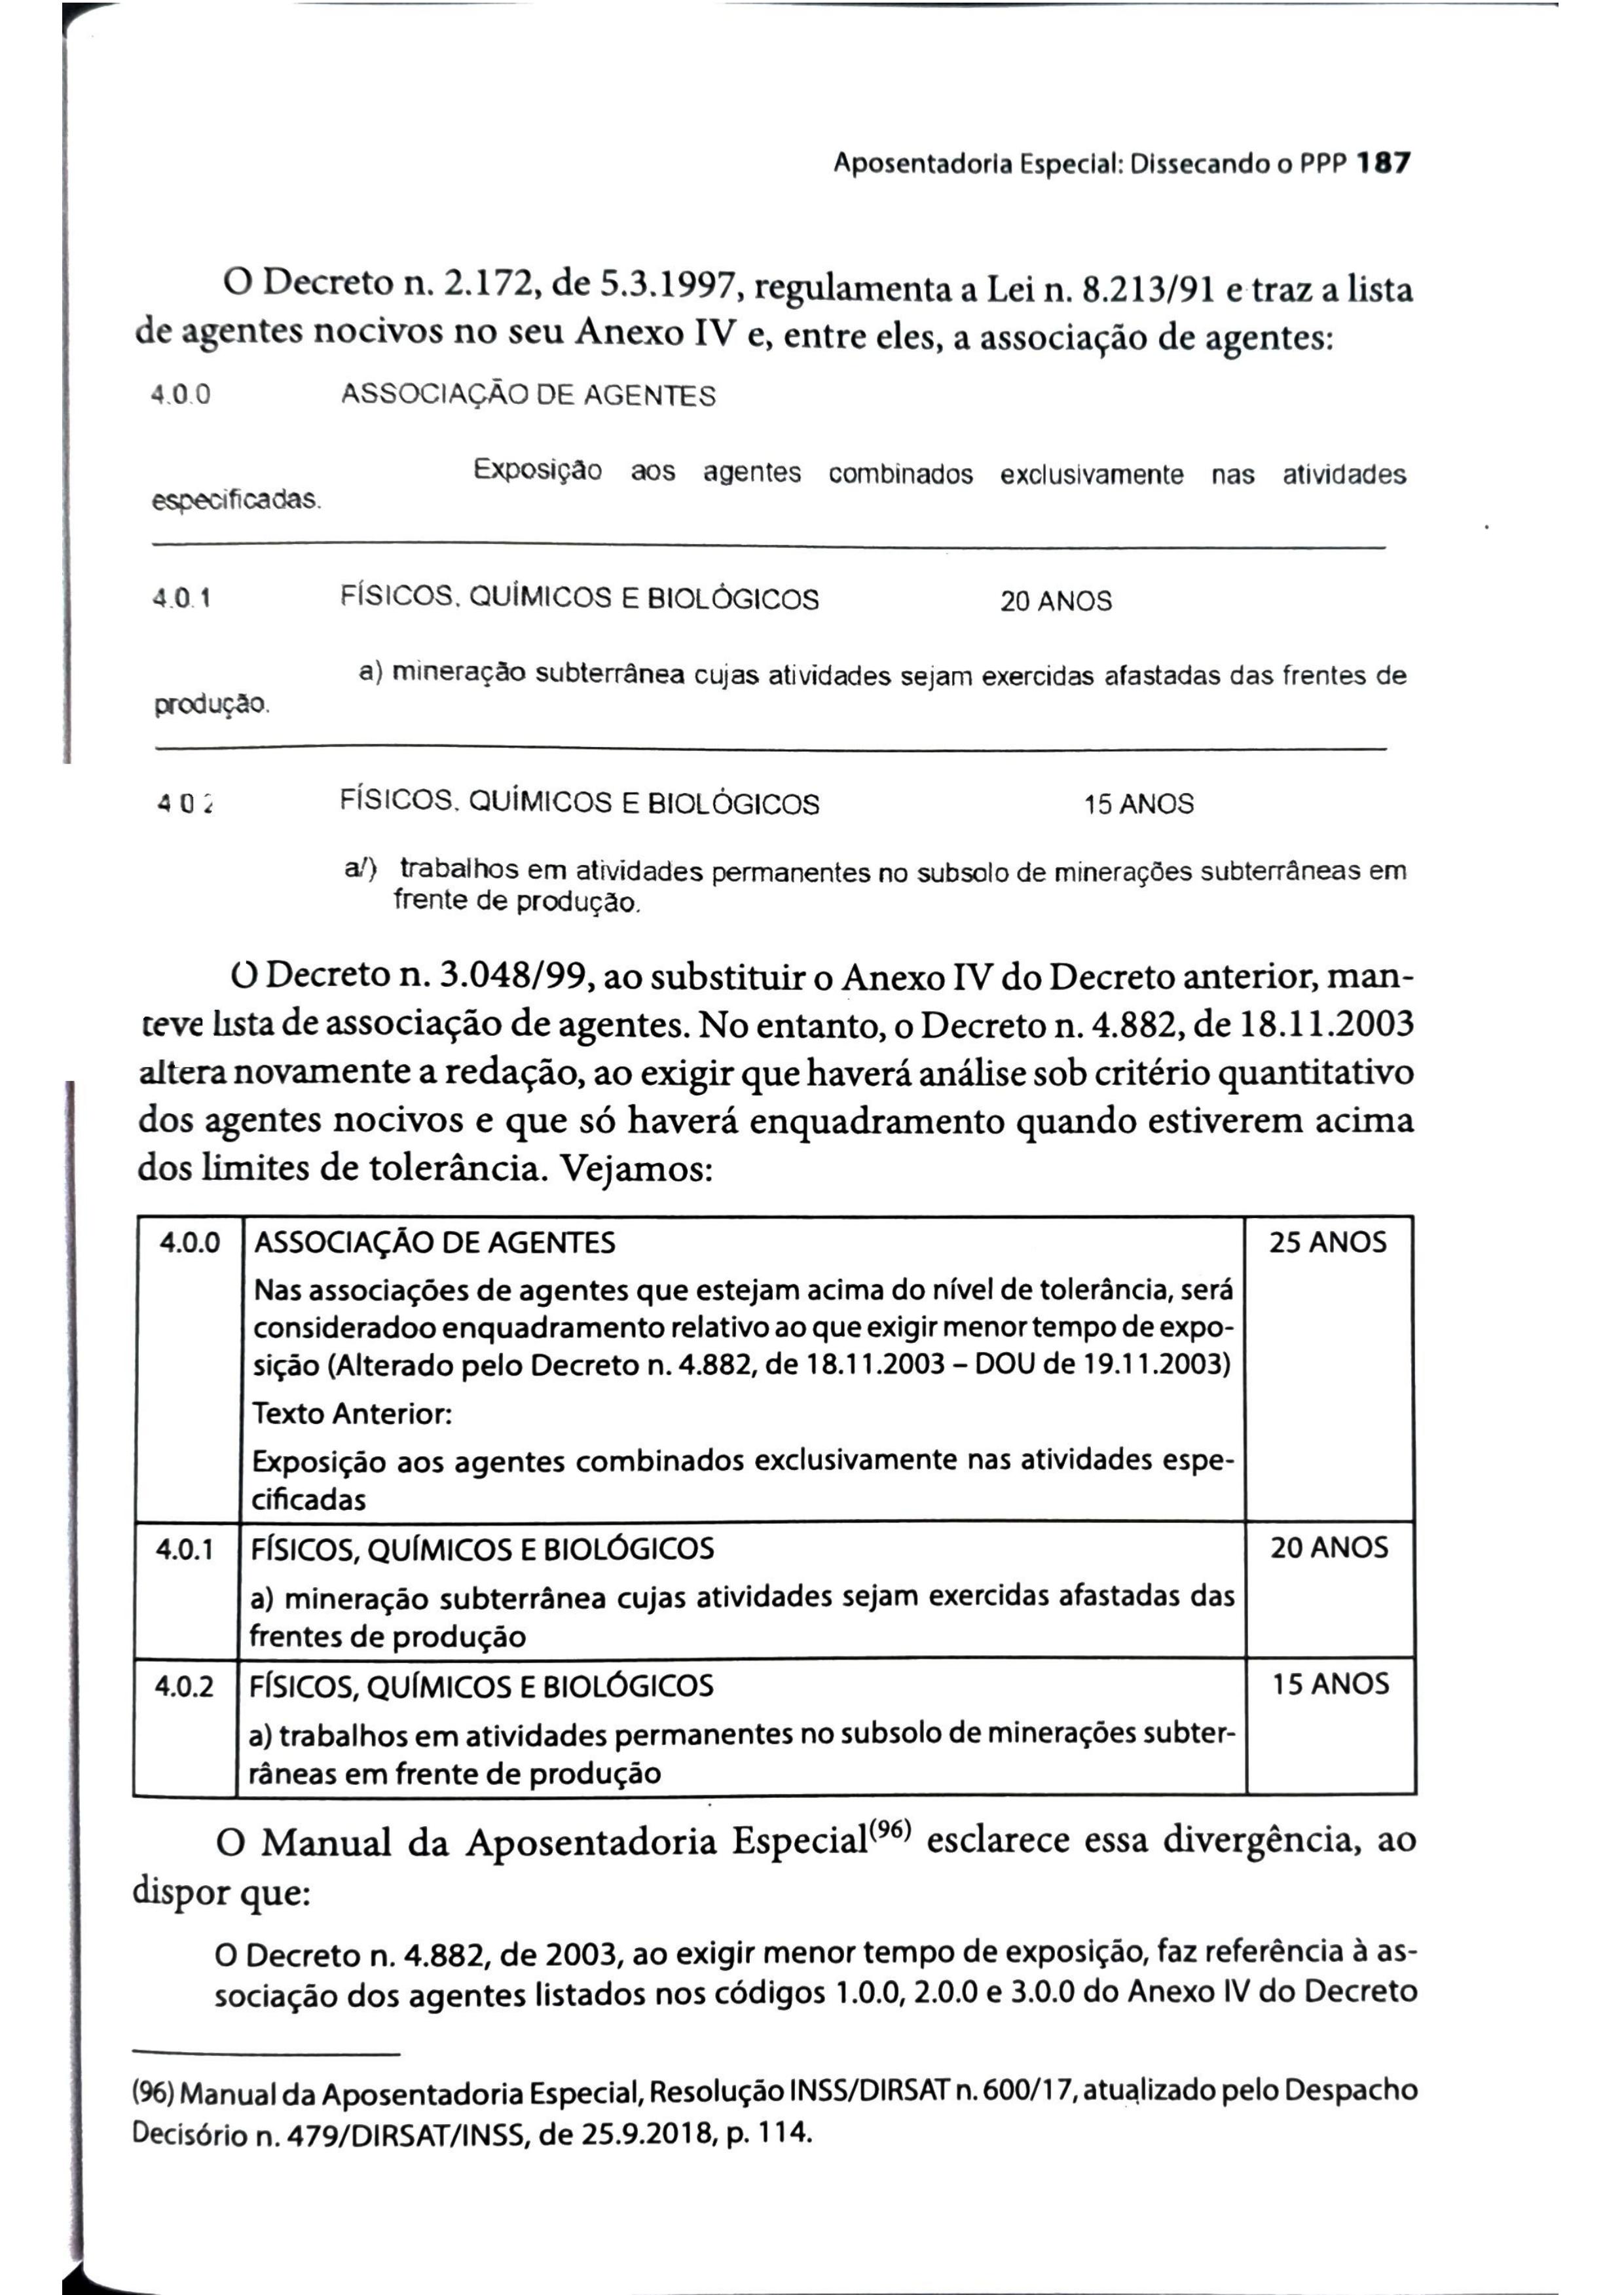 Aposentadoria Especial: Dissecando o PPP 187
O Decreto n. 2.172, de 5.3.1997, regulamenta a Lei n. 8.213/91 e traz a lista
de agentes nocivos no seu Anexo IV e, entre eles, a associação de agentes:
4.0.0 ASSOCIAÇÃO DE AGENTES
Exposição aos agentes combinados exclusivamente nas atividades
especificadas.
4.0.1 FÍSICOS, QUÍMICOS E BIOLÓGICOS 20 ANOS
a) mineração subterrânea cujas atividades sejam exercidas afastadas das frentes de
produção.
4 0 2 FÍSICOS, QUÍMICOS E BIOLÓGICOS 15 ANOS
a/) trabalhos em atividades permanentes no subsolo de minerações subterrâneas em
frente de produção.
O Decreto n. 3.048/99, ao substituir o Anexo IV do Decreto anterior, man-
teve lista de associação de agentes. No entanto, o Decreto n. 4.882, de 18.11.2003
altera novamente a redação, ao exigir que haverá análise sob critério quantitativo
dos agentes nocivos e que só haverá enquadramento quando estiverem acima
dos limites de tolerância. Vejamos:
4.0.0 ASSOCIAÇÃO DE AGENTES 25 ANOS
Nas associações de agentes que estejam acima do nível de tolerância, será
consideradoo enquadramento relativo ao que exigir menor tempo de expo-
sição (Alterado pelo Decreto n. 4.882, de 18.11.2003 – DOU de 19.11.2003)
Texto Anterior:
Exposição aos agentes combinados exclusivamente nas atividades espe-
cificadas
4.0.1 FÍSICOS, QUÍMICOS E BIOLÓGICOS 20 ANOS
a) mineração subterrânea cujas atividades sejam exercidas afastadas das
frentes de produção
4.0.2 FÍSICOS, QUÍMICOS E BIOLÓGICOS 15 ANOS
a) trabalhos em atividades permanentes no subsolo de minerações subter-
râneas em frente de produção
O Manual da Aposentadoria Especial(96) esclarece essa divergência, ao
dispor que:
O Decreto n. 4.882, de 2003, ao exigir menor tempo de exposição, faz referência à as-
sociação dos agentes listados nos códigos 1.0.0, 2.0.0 e 3.0.0 do Anexo IV do Decreto
(96) Manual da Aposentadoria Especial, Resolução INSS/DIRSAT n. 600/17, atualizado pelo Despacho
Decisório n. 479/DIRSAT/INSS, de 25.9.2018, p. 114.